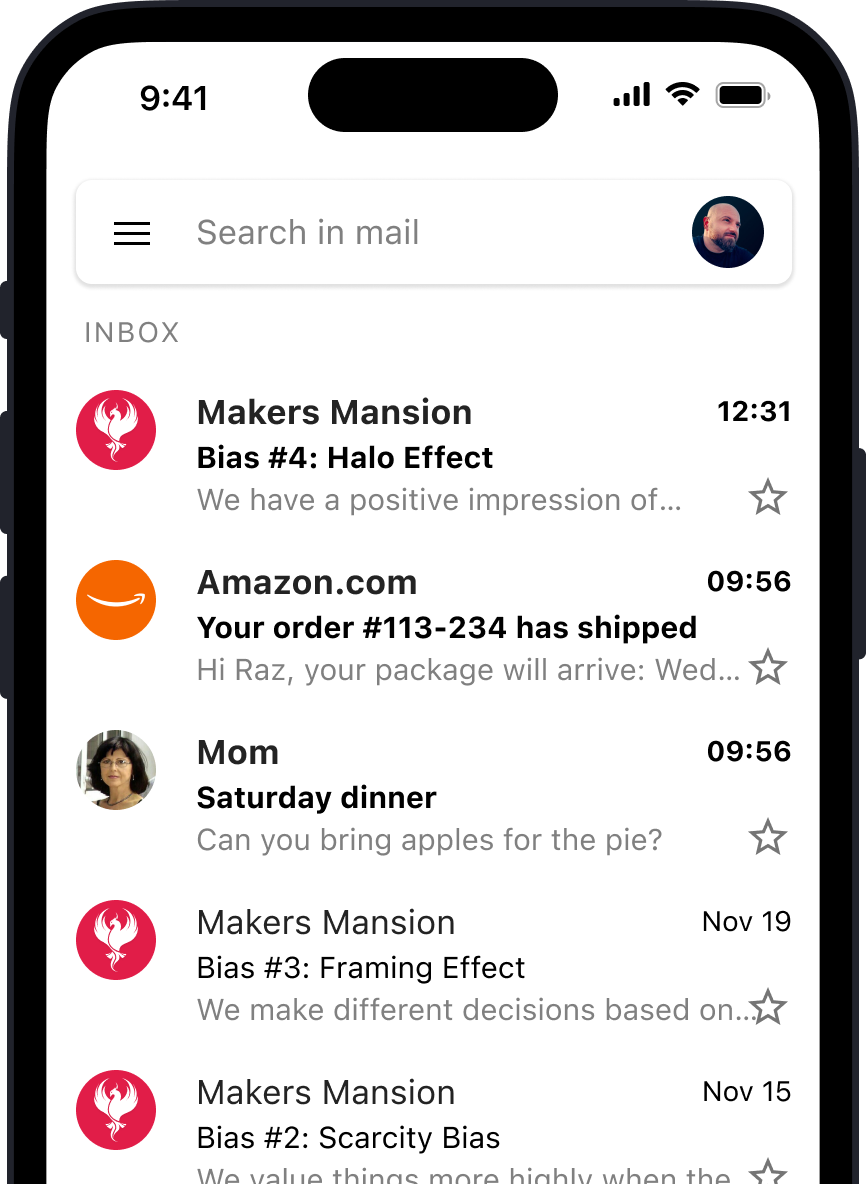 9:41
Search in mail
INBOX
Makers Mansion 12:31
Bias #4: Halo Effect
We have a positive impression of...
Amazon.com 09:56
Your order #113-234 has shipped
Hi Raz, your package will arrive: Wed...
Mom 09:56
Saturday dinner
Can you bring apples for the pie?
Makers Mansion Nov 19
Bias #3: Framing Effect
We make different decisions based on...
Makers Mansion Nov 15
Bias #2: Scarcity Bias
We value things more highly when the